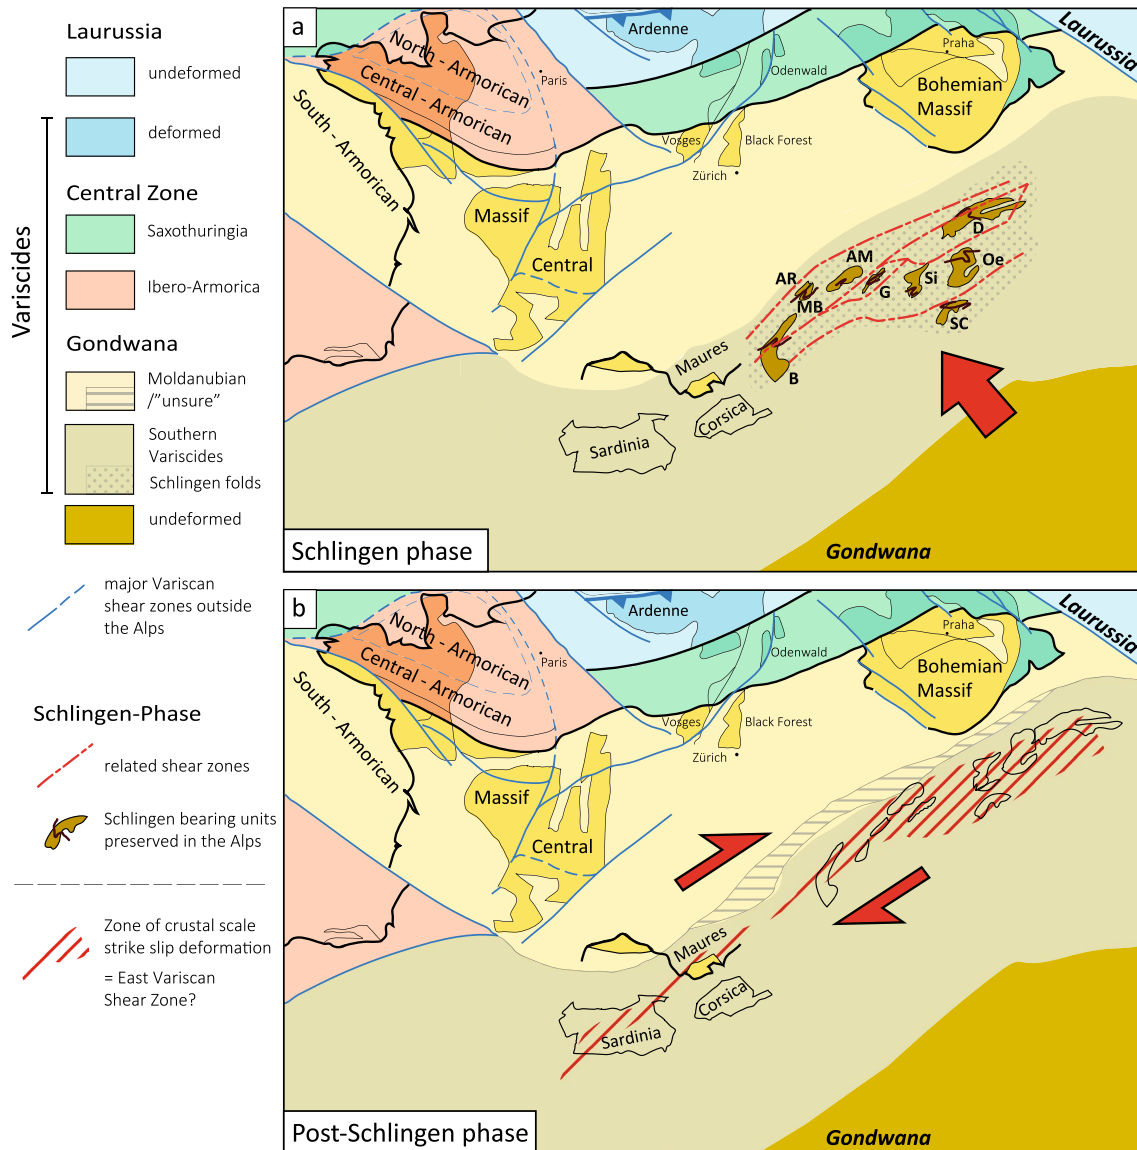 Laurussia
undeformed
deformed
Central Zone
Saxothuringia
Ibero-Armorica
Variscides
Gondwana
Moldanubian
/”unsure”
Southern
Variscides
Schlingen folds
undeformed
major Variscan
shear zones outside
the Alps
Schlingen-Phase
related shear zones
Schlingen bearing units
preserved in the Alps
Zone of crustal scale
strike slip deformation
= East Variscan
Shear Zone?
a
North - Armorican
Central - Armorican
South - Armorican
Paris
Ardenne
Odenwald
Praha
Bohemian
Massif
Laurussia
Vosges
Black Forest
Zürich
Massif
Central
D
AM
Oe
AR
Si
G
MB
SC
Maures
B
Corsica
Sardinia
Schlingen phase
Gondwana
b
North - Armorican
Central - Armorican
South - Armorican
Paris
Ardenne
Odenwald
Praha
Bohemian
Massif
Laurussia
Vosges
Black Forest
Zürich
Massif
Central
Maures
Corsica
Sardinia
Post-Schlingen phase
Gondwana